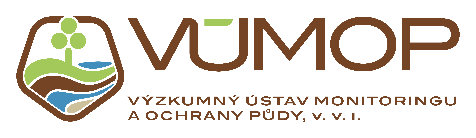 VÚMOP
VÝZKUMNÝ ÚSTAV MONITORINGU
A OCHRANY PŮDY, v. v. i.